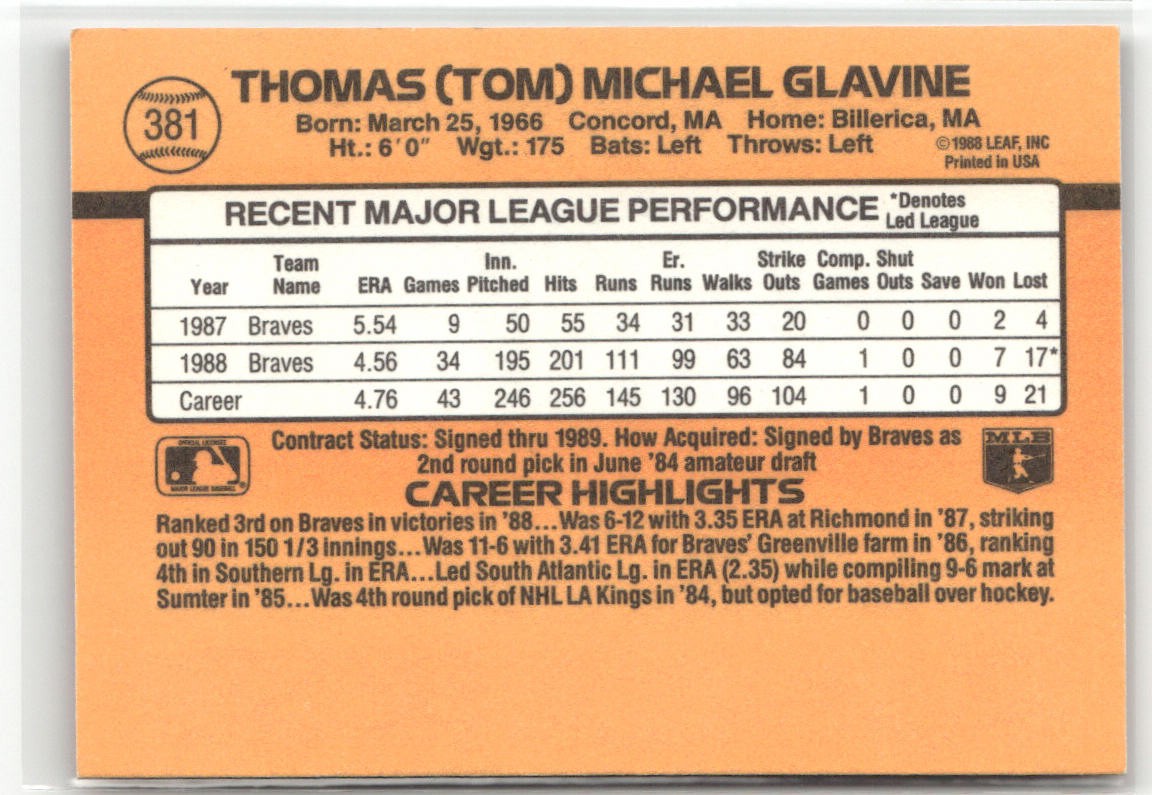 381
THOMAS (TOM) MICHAEL GLAVINE
Born: March 25, 1966 Concord, MA Home: Billerica, MA
Ht.: 6'0" Wgt.: 175 Bats: Left Throws: Left
©1988 LEAF, INC
Printed in USA
RECENT MAJOR LEAGUE PERFORMANCE *Denotes
Led League
Year Team Name ERA Games Inn. Pitched Hits Runs Er. Runs Walks Strike Outs Comp. Games Shut Outs Save Won Lost
1987 Braves 5.54 9 50 55 34 31 33 20 0 0 0 2 4
1988 Braves 4.56 34 195 201 111 99 63 84 1 0 0 7 17*
Career 4.76 43 246 256 145 130 96 104 1 0 0 9 21
OFFICIAL LICENSEE
MAJOR LEAGUE BASEBALL
Contract Status: Signed thru 1989. How Acquired: Signed by Braves as
2nd round pick in June '84 amateur draft
MLB
CAREER HIGHLIGHTS
Ranked 3rd on Braves in victories in '88...Was 6-12 with 3.35 ERA at Richmond in '87, striking
out 90 in 150 1/3 innings...Was 11-6 with 3.41 ERA for Braves' Greenville farm in '86, ranking
4th in Southern Lg. in ERA...Led South Atlantic Lg. in ERA (2.35) while compiling 9-6 mark at
Sumter in '85...Was 4th round pick of NHL LA Kings in '84, but opted for baseball over hockey.